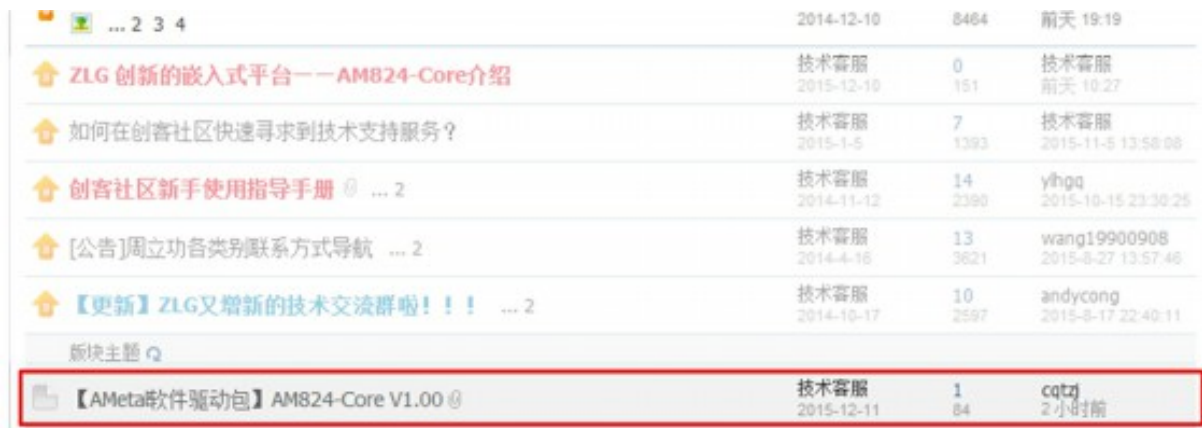 ... 2 3 4 2014-12-10 8464 前天 19:19
ZLG 创新的嵌入式平台——AM824-Core介绍 技术客服 0 技术客服
2015-12-10 151 前天 10:27
如何在创客社区快速寻求到技术支持服务？ 技术客服 7 技术客服
2015-1-5 1393 2015-11-5 13:58:08
创客社区新手使用指导手册 ... 2 技术客服 14 ylhgq
2014-11-12 2390 2015-10-15 23:30:25
[公告]周立功各类别联系方式导航 ... 2 技术客服 13 wang19900908
2014-4-16 3621 2015-8-27 13:57:46
【更新】ZLG又增新的技术交流群啦！！！ ... 2 技术客服 10 andycong
2014-10-17 2597 2015-8-17 22:40:11
版块主题
【AMetal软件驱动包】AM824-Core V1.00 技术客服 1 cqtzj
2015-12-11 84 2 小时前